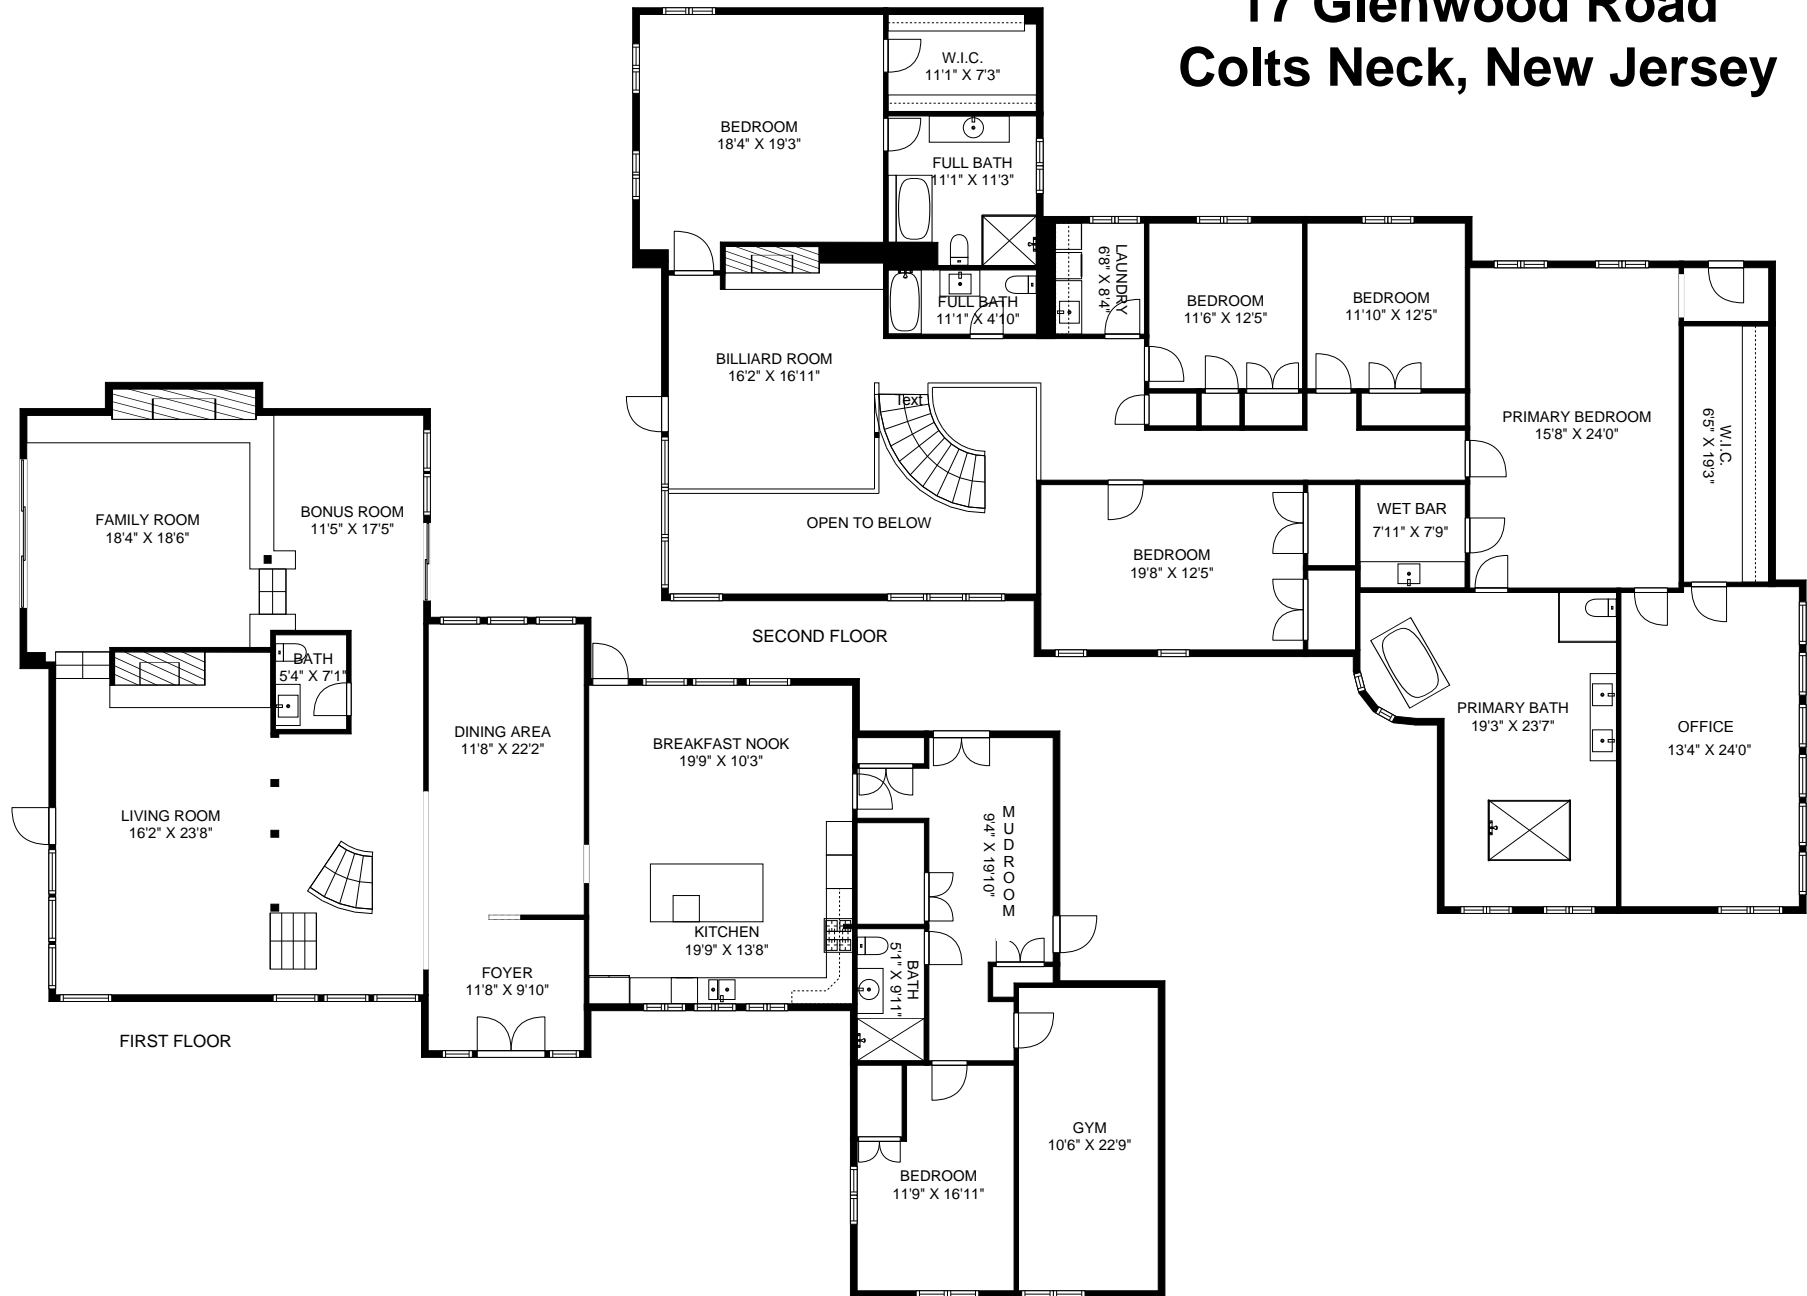 17 Glenwood Road
Colts Neck, New Jersey
W.I.C.
11'1" X 7'3"
BEDROOM
18'4" X 19'3"
FULL BATH
11'1" X 11'3"
LAUNDRY
6'8" X 8'4"
FULL BATH
11'1" X 4'10"
BEDROOM
11'6" X 12'5"
BEDROOM
11'10" X 12'5"
BILLIARD ROOM
16'2" X 16'11"
Text
PRIMARY BEDROOM
15'8" X 24'0"
W.I.C.
6'5" X 19'3"
OPEN TO BELOW
BEDROOM
19'8" X 12'5"
WET BAR
7'11" X 7'9"
SECOND FLOOR
PRIMARY BATH
19'3" X 23'7"
OFFICE
13'4" X 24'0"
FAMILY ROOM
18'4" X 18'6"
BONUS ROOM
11'5" X 17'5"
BATH
5'4" X 7'1"
DINING AREA
11'8" X 22'2"
BREAKFAST NOOK
19'9" X 10'3"
LIVING ROOM
16'2" X 23'8"
MUDROOM
9'4" X 19'10"
KITCHEN
19'9" X 13'8"
FOYER
11'8" X 9'10"
BATH
5'1" X 9'11"
FIRST FLOOR
GYM
10'6" X 22'9"
BEDROOM
11'9" X 16'11"